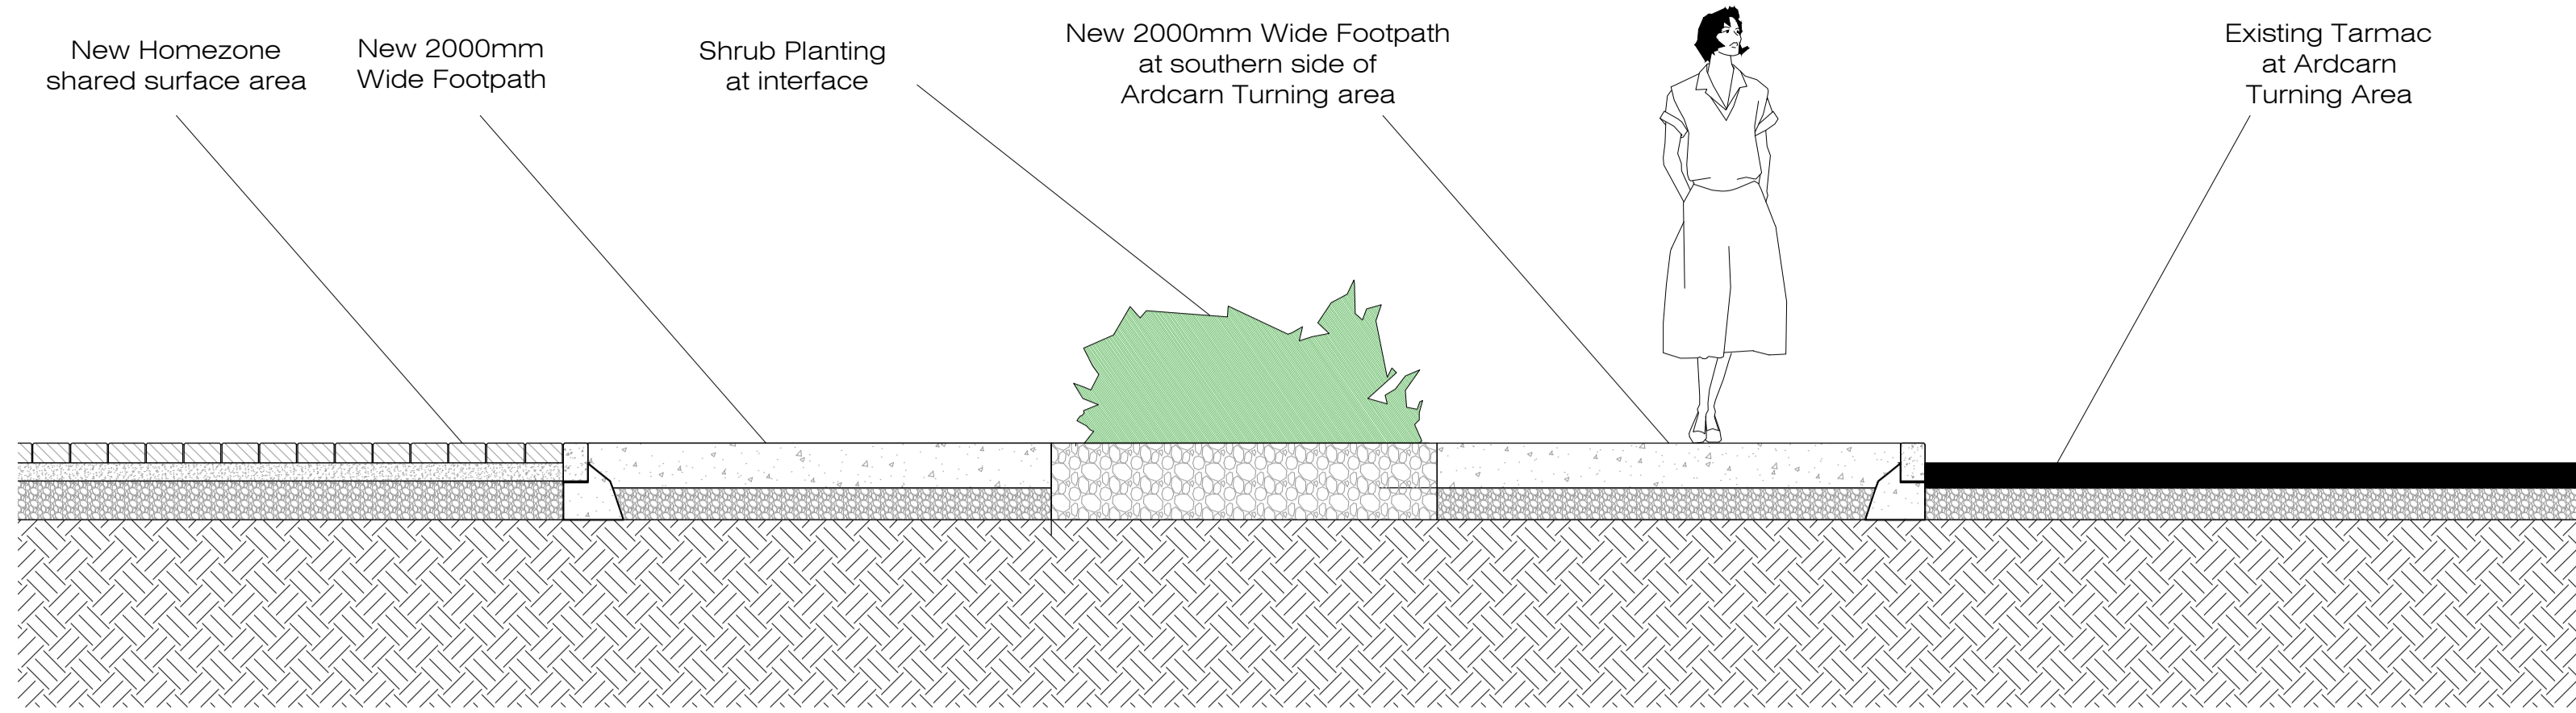 New Homezone
shared surface area
New 2000mm
Wide Footpath
Shrub Planting
at interface
New 2000mm Wide Footpath
at southern side of
Ardcarn Turning area
Existing Tarmac
at Ardcarn
Turning Area